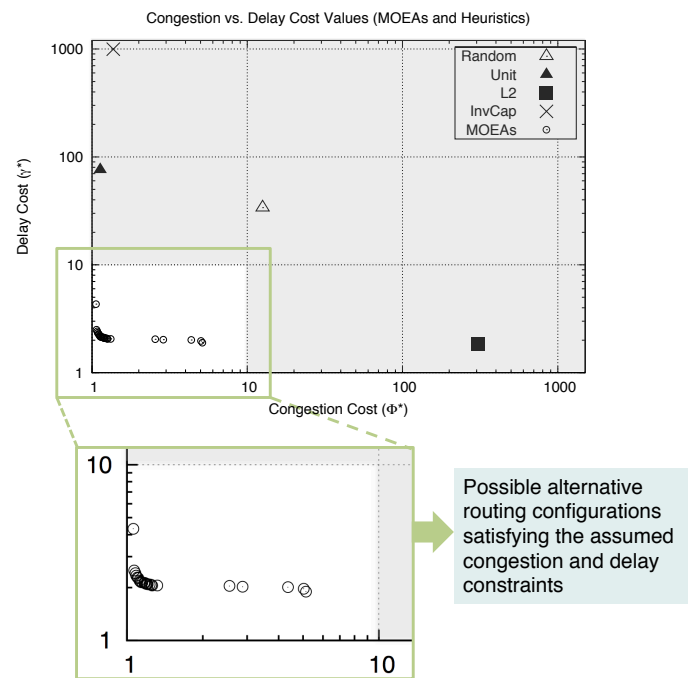 Congestion vs. Delay Cost Values (MOEAs and Heuristics)
1000
100
10
1
Delay Cost (γ*)
Random
Unit
L2
InvCap
MOEAs
1
10
100
1000
Congestion Cost (Φ*)
10
1
1
10
Possible alternative
routing configurations
satisfying the assumed
congestion and delay
constraints